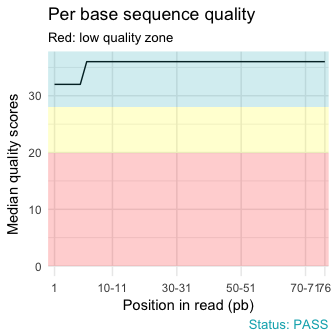 Per base sequence quality
Red: low quality zone
Median quality scores
30
20
10
0
1 10-11 30-31 50-51 70-71 76
Position in read (pb)
Status: PASS